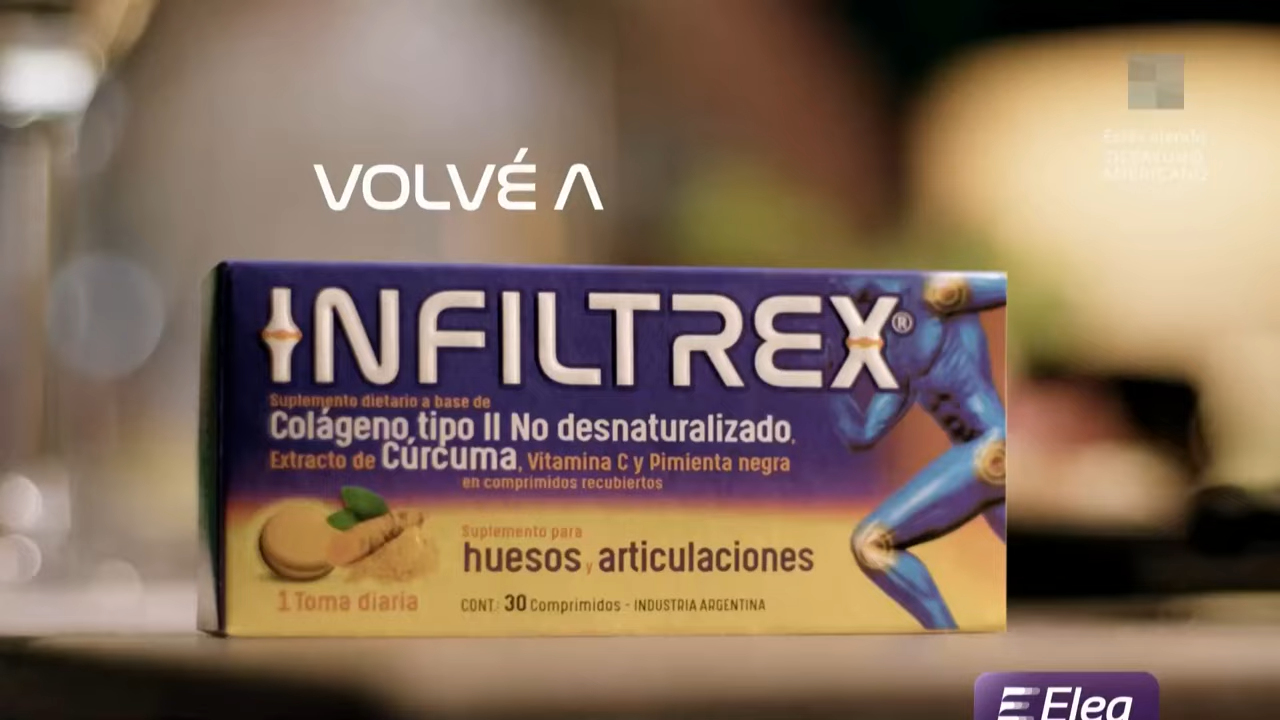 VOLVÉ A
INFILTREX®
Suplemento dietario a base de
Colágeno tipo II No desnaturalizado,
Extracto de Cúrcuma, Vitamina C y Pimienta negra
en comprimidos recubiertos
Suplemento para
huesos y articulaciones
1 Toma diaria
CONT.: 30 Comprimidos - INDUSTRIA ARGENTINA
Elea